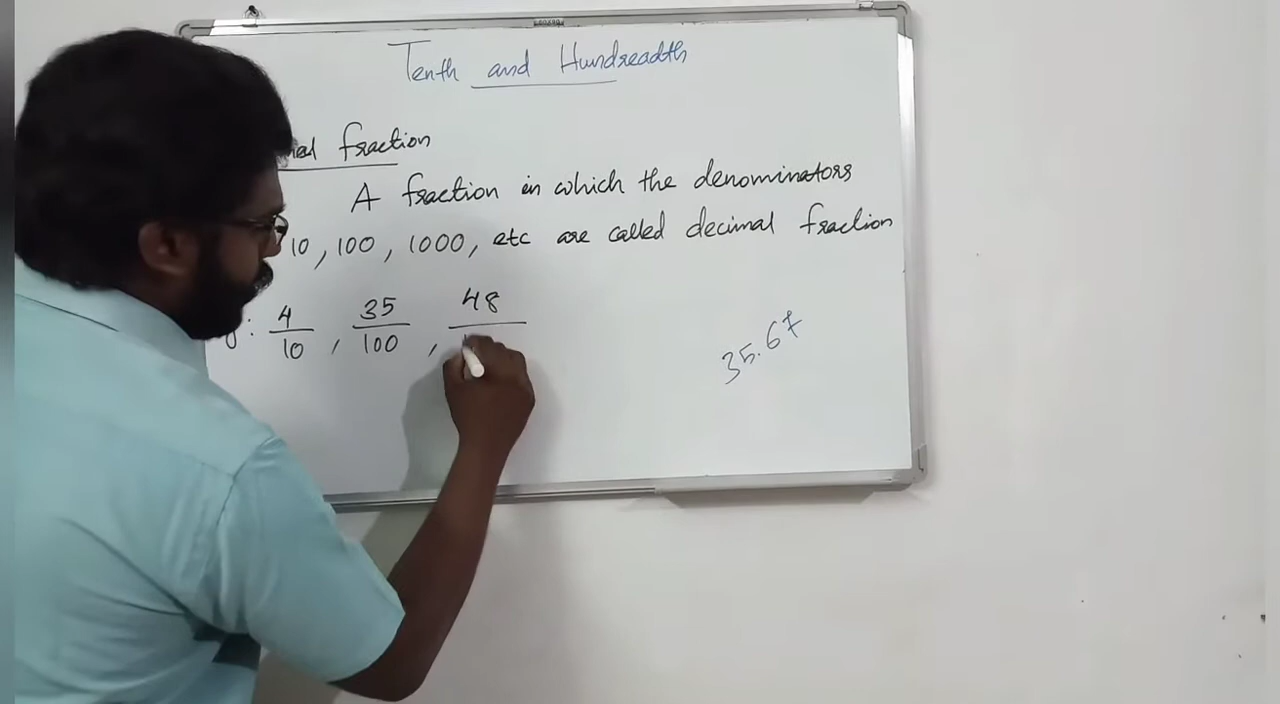 Tenth and Hundreadth
fraction
A fraction in which the denominators
10, 100, 1000, etc are called decimal fraction
4/10, 35/100, 48
35.67